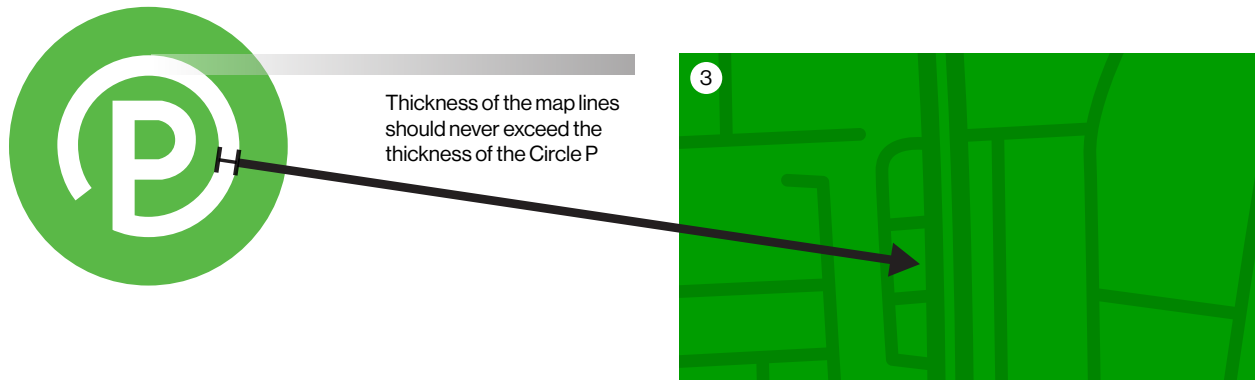 P
Thickness of the map lines
should never exceed the
thickness of the Circle P
3